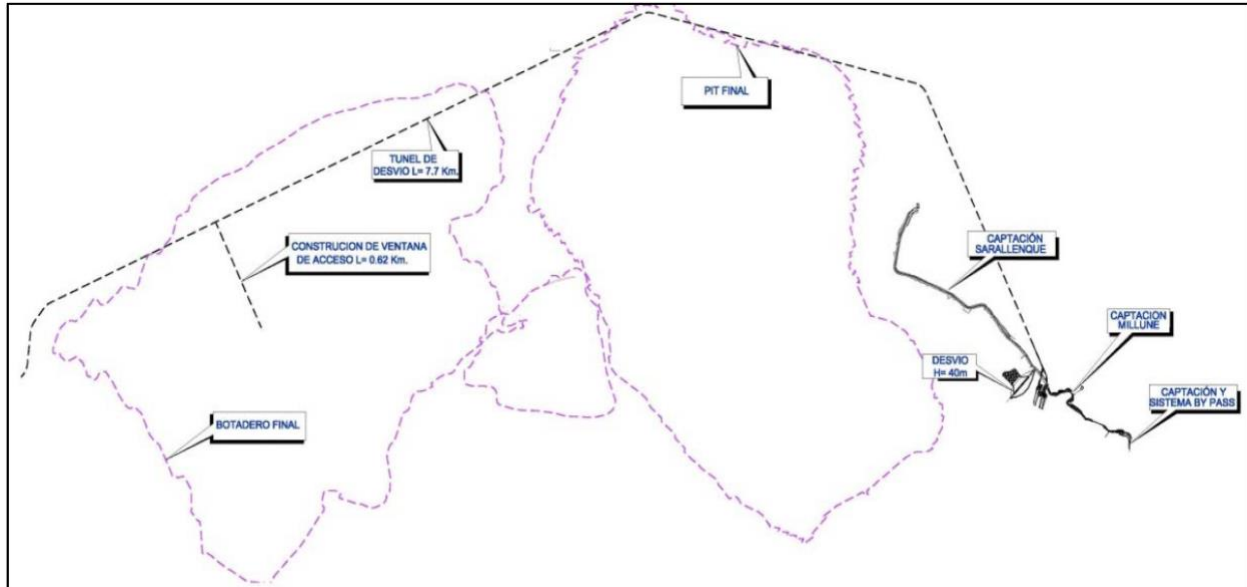 PIT FINAL
TUNEL DE
DESVIO L= 7.7 Km.
CONSTRUCION DE VENTANA
DE ACCESO L= 0.62 Km.
CAPTACIÓN
SARALLENQUE
CAPTACION
MILLUNE
DESVIO
H= 40m
CAPTACIÓN Y
SISTEMA BY PASS
BOTADERO FINAL